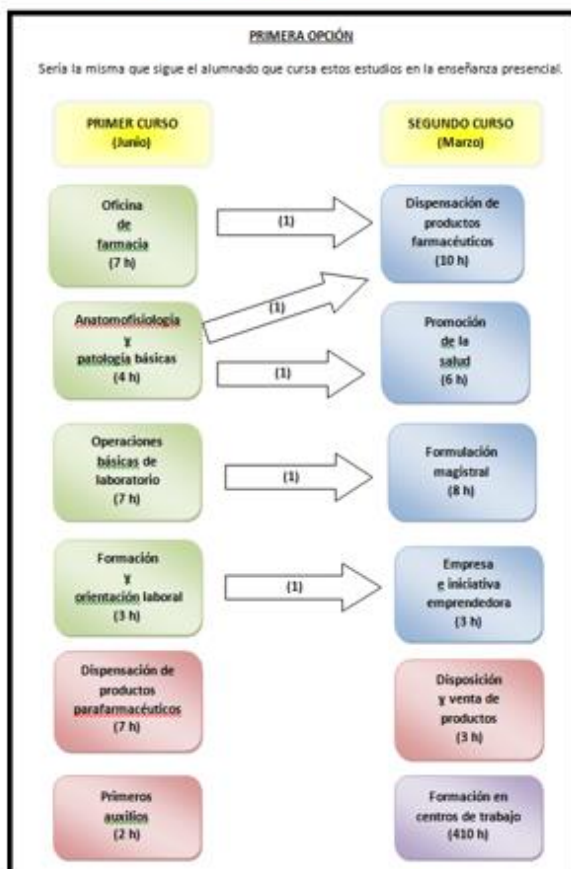 PRIMERA OPCIÓN
Sería la misma que sigue el alumnado que cursa estos estudios en la enseñanza presencial.
PRIMER CURSO
(Junio)
SEGUNDO CURSO
(Marzo)
Oficina
de
farmacia
(7 h)
(1)
Dispensación de
productos
farmacéuticos
(10 h)
Anatomofisiología
y
patología básicas
(4 h)
(1)
(1)
Promoción
de la
salud
(6 h)
Operaciones
básicas de
laboratorio
(7 h)
(1)
Formulación
magistral
(8 h)
Formación
y
orientación laboral
(3 h)
(1)
Empresa
e iniciativa
emprendedora
(3 h)
Dispensación de
productos
parafarmacéuticos
(7 h)
Disposición
y venta de
productos
(3 h)
Primeros
auxilios
(2 h)
Formación en
centros de trabajo
(410 h)